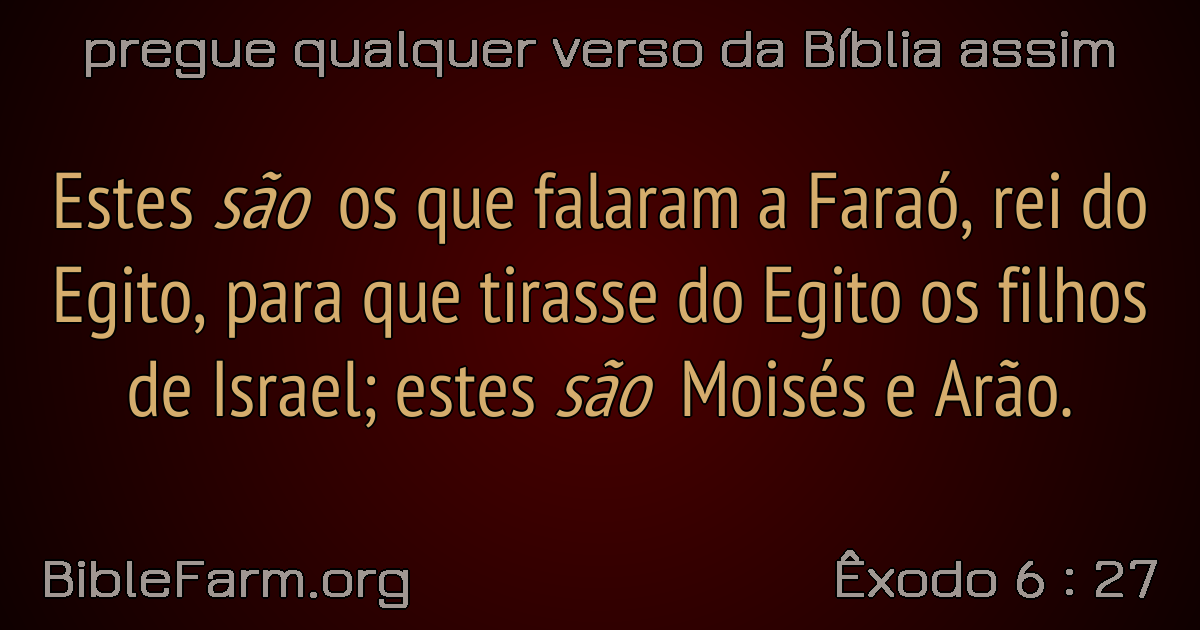 pregue qualquer verso da Bíblia assim
Estes são os que falaram a Faraó, rei do
Egito, para que tirasse do Egito os filhos
de Israel; estes são Moisés e Arão.
BibleFarm.org
Êxodo 6 : 27